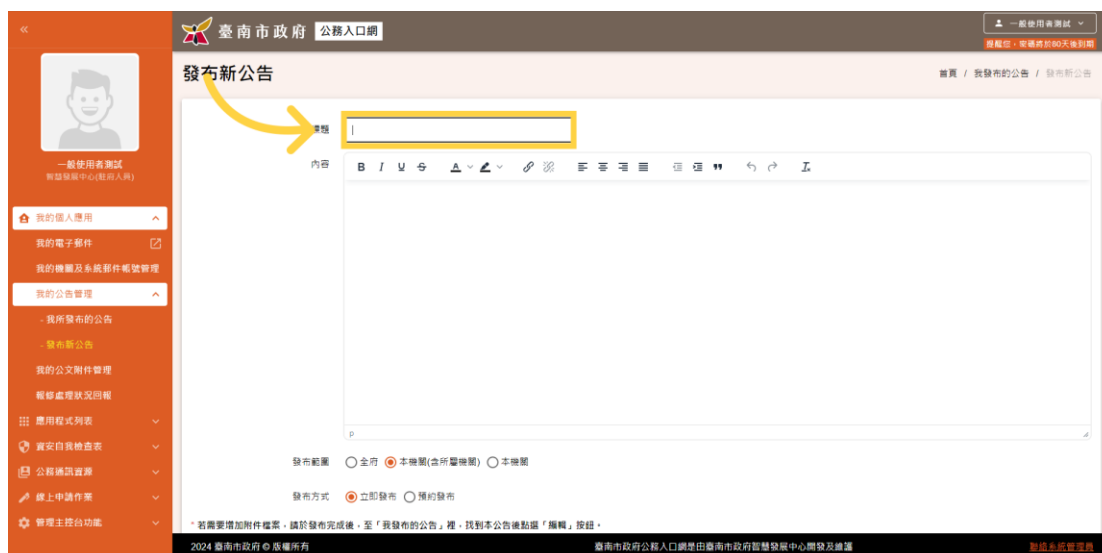 «
臺南市政府 公務入口網
一般使用者測試
提醒您，密碼將於80天後到期
一般使用者測試
智慧發展中心(駐府人員)
我的個人應用
我的電子郵件
我的機關及系統郵件帳號管理
我的公告管理
- 我所發布的公告
- 發布新公告
我的公文附件管理
報修處理狀況回報
應用程式列表
資安自我檢查表
公務通訊資源
線上申請作業
管理主控台功能
發布新公告
首頁 / 我發布的公告 / 發布新公告
標題
內容
B I U S A
p
發布範圍 全府 本機關(含所屬機關) 本機關
發布方式 立即發布 預約發布
* 若需要增加附件檔案，請於發布完成後，至「我發布的公告」裡，找到本公告後點選「編輯」按鈕。
2024 臺南市政府 © 版權所有
臺南市政府公務入口網是由臺南市政府智慧發展中心開發及維護
聯絡系統管理員